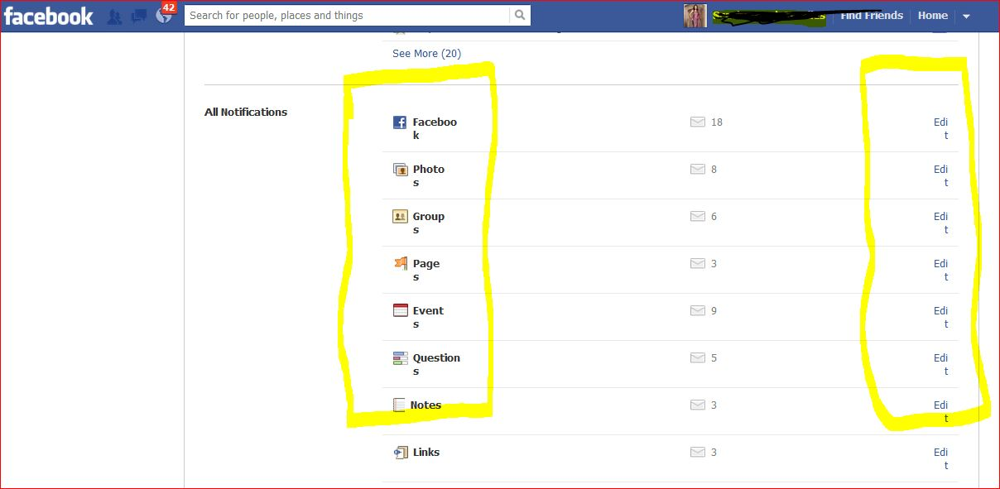 facebook
42
Search for people, places and things
Find Friends
Home
See More (20)
All Notifications
Faceboo
k
18
Edi
t
Photo
s
8
Edi
t
Group
s
6
Edi
t
Page
s
3
Edi
t
Event
s
9
Edi
t
Question
s
5
Edi
t
Notes
3
Edi
t
Links
3
Edi
t